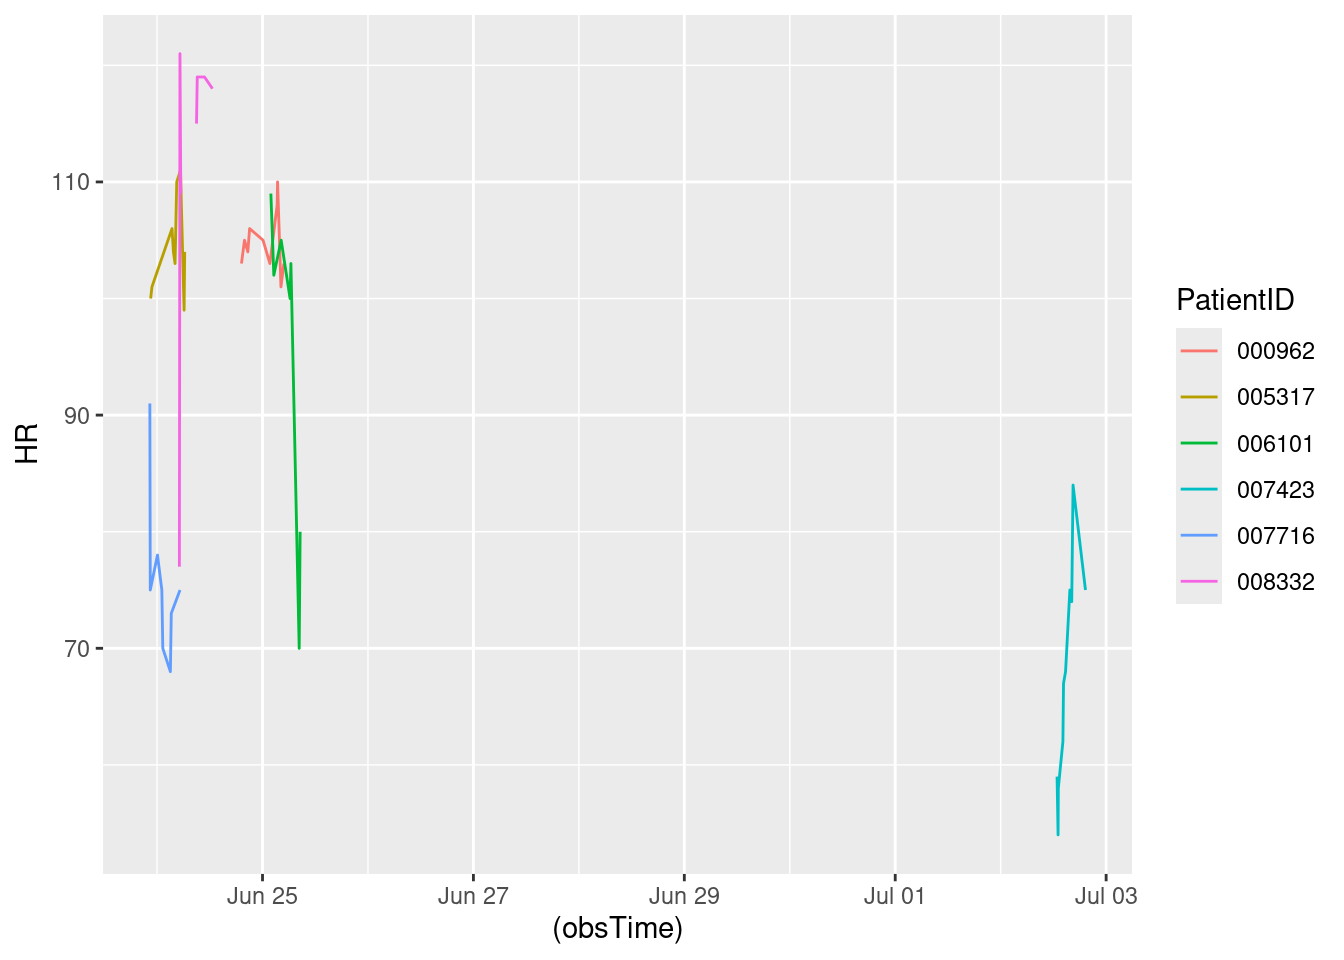 110
90
70
HR
Jun 25
Jun 27
Jun 29
Jul 01
Jul 03
(obsTime)
PatientID
000962
005317
006101
007423
007716
008332